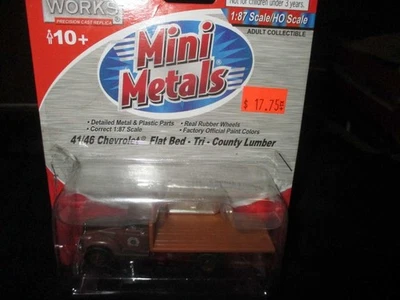 WORKS
PRECISION CAST REPLICA
Not for children under 3 years.
1:87 Scale/HO Scale
ADULT COLLECTIBLE
10+
Mini
Metals
$ 17.75
• Detailed Metal & Plastic Parts
• Correct 1:87 Scale
• Real Rubber Wheels
• Factory Official Paint Colors
41/46 Chevrolet® Flat Bed - Tri - County Lumber